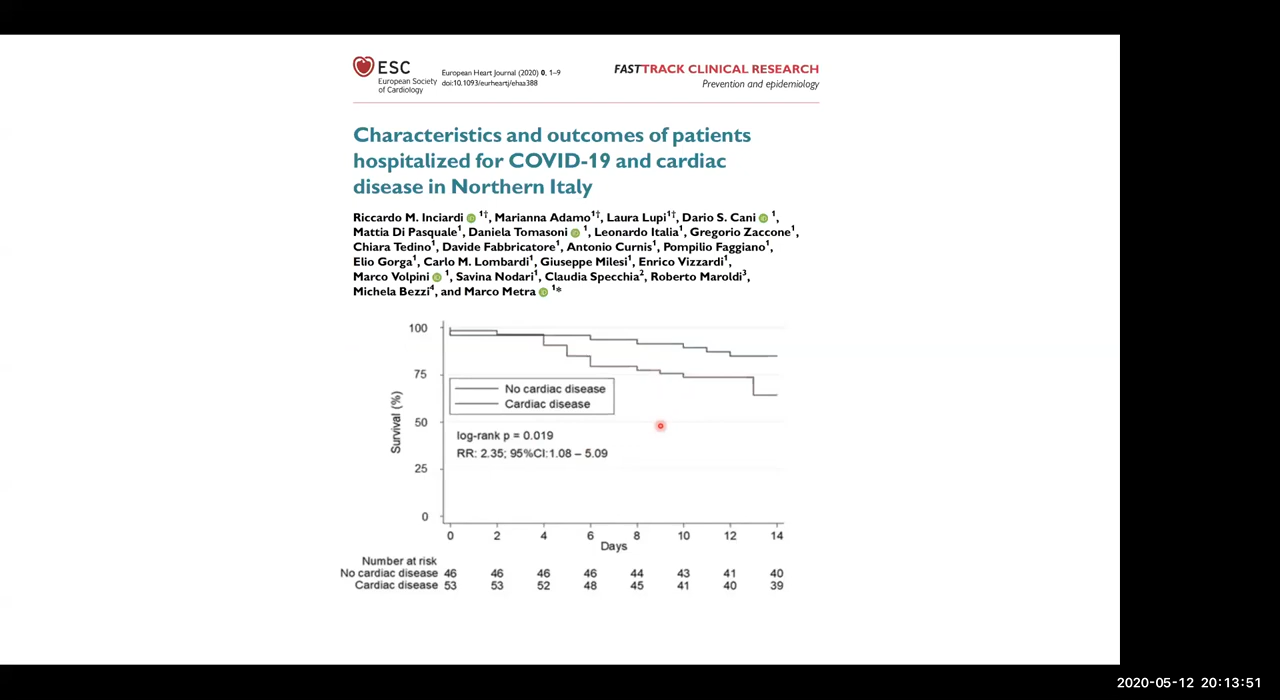 ESC
European Society
of Cardiology
European Heart Journal (2020) 0, 1–9
doi:10.1093/eurheartj/ehaa388
FASTTRACK CLINICAL RESEARCH
Prevention and epidemiology
Characteristics and outcomes of patients
hospitalized for COVID-19 and cardiac
disease in Northern Italy
Riccardo M. Inciardi iD 1†, Marianna Adamo1†, Laura Lupi1†, Dario S. Cani iD 1,
Mattia Di Pasquale1, Daniela Tomasoni iD 1, Leonardo Italia1, Gregorio Zaccone1,
Chiara Tedino1, Davide Fabbricatore1, Antonio Curnis1, Pompilio Faggiano1,
Elio Gorga1, Carlo M. Lombardi1, Giuseppe Milesi1, Enrico Vizzardi1,
Marco Volpini iD 1, Savina Nodari1, Claudia Specchia2, Roberto Maroldi3,
Michela Bezzi4, and Marco Metra iD 1*
100
75
50
25
0
Survival (%)
No cardiac disease
Cardiac disease
log-rank p = 0.019
RR: 2.35; 95%CI:1.08 – 5.09
0 2 4 6 8 10 12 14
Days
Number at risk
No cardiac disease 46 46 46 46 44 43 41 40
Cardiac disease 53 53 52 48 45 41 40 39
2020-05-12 20:13:51